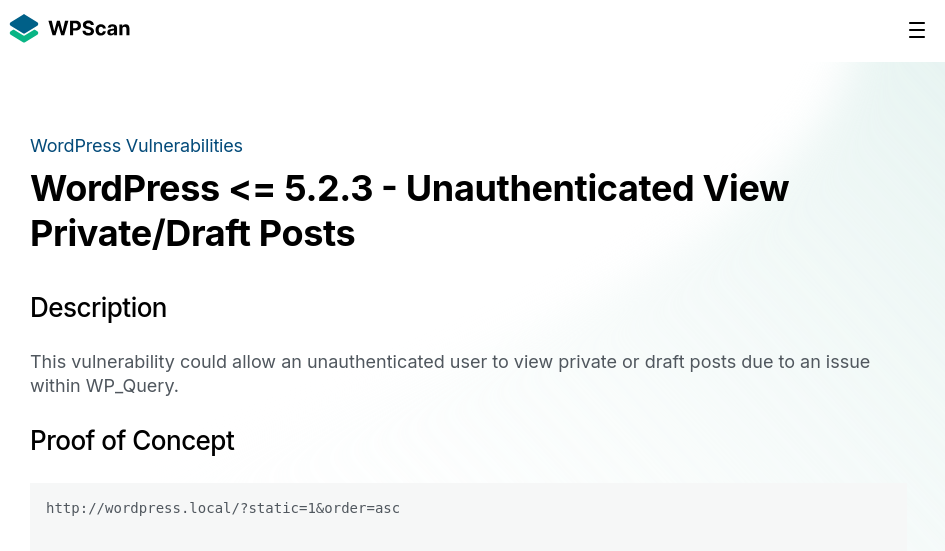 WPScan
WordPress Vulnerabilities
WordPress <= 5.2.3 - Unauthenticated View
Private/Draft Posts
Description
This vulnerability could allow an unauthenticated user to view private or draft posts due to an issue
within WP_Query.
Proof of Concept
http://wordpress.local/?static=1&order=asc